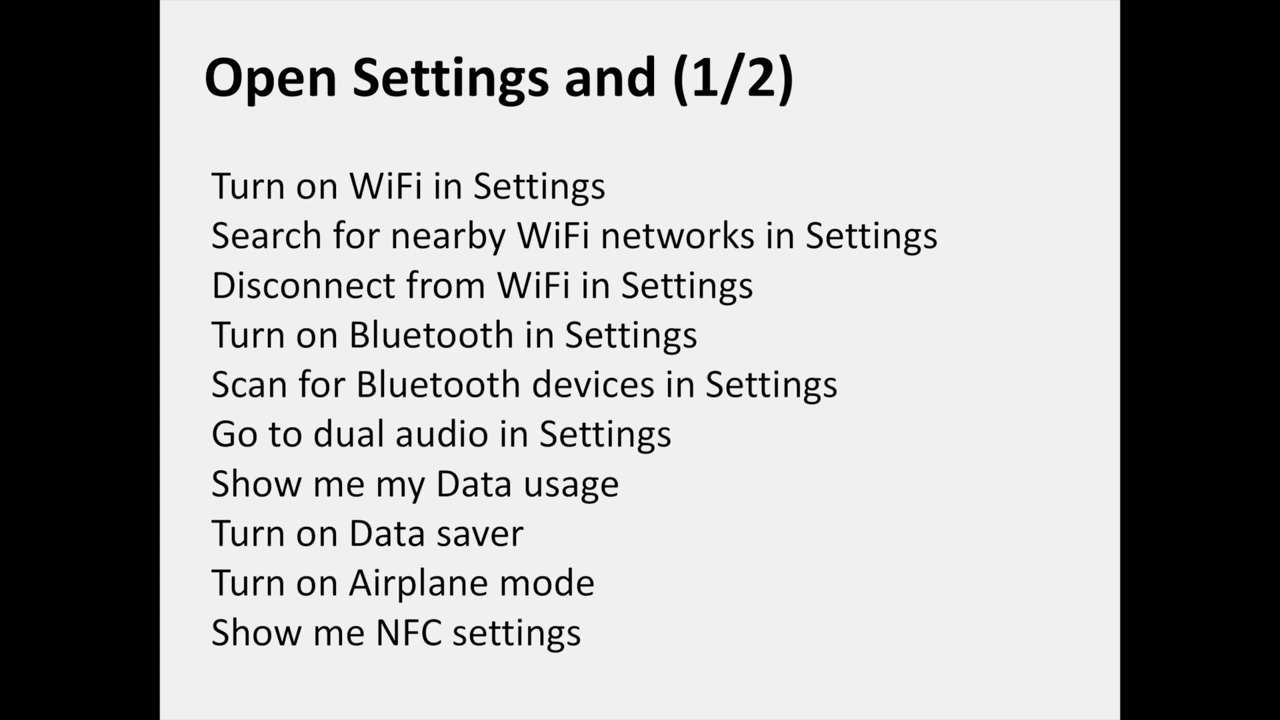 Open Settings and (1/2)
Turn on WiFi in Settings
Search for nearby WiFi networks in Settings
Disconnect from WiFi in Settings
Turn on Bluetooth in Settings
Scan for Bluetooth devices in Settings
Go to dual audio in Settings
Show me my Data usage
Turn on Data saver
Turn on Airplane mode
Show me NFC settings